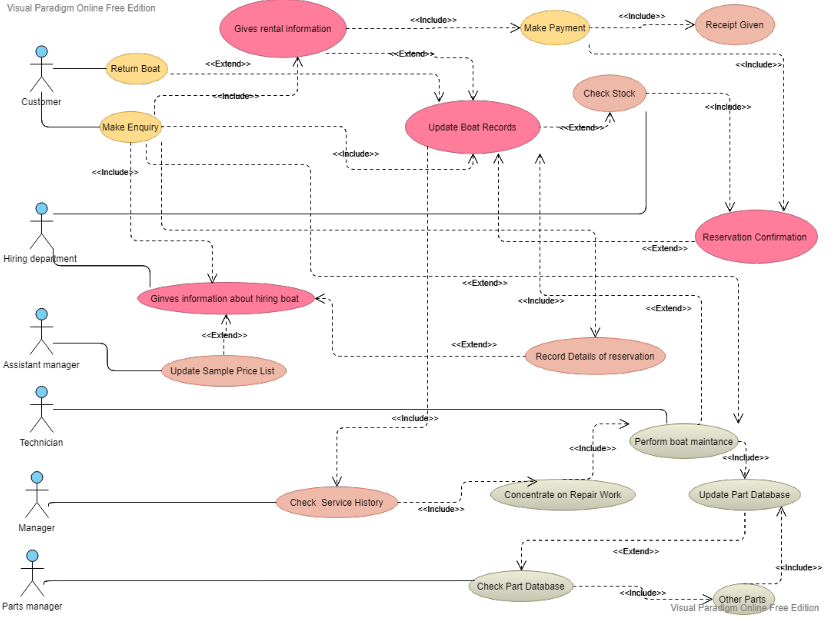 Visual Paradigm Online Free Edition
Gives rental information
<<Include>>
Make Payment
<<Include>>
Receipt Given
<<Extend>>
<<Include>>
Return Boat
<<Extend>>
Customer
<<Include>>
Check Stock
<<Include>>
Make Enquiry
Update Boat Records
<<Extend>>
<<Include>>
<<Include>>
Hiring department
Reservation Confirmation
<<Extend>>
<<Extend>>
Ginves information about hiring boat
<<Include>>
<<Extend>>
<<Extend>>
<<Extend>>
Record Details of reservation
Assistant manager
Update Sample Price List
<<Include>>
Technician
Perform boat maintance
<<Include>>
<<Include>>
Concentrate on Repair Work
Update Part Database
Check  Service History
<<Include>>
Manager
<<Extend>>
<<Include>>
Check Part Database
<<Include>>
Other Parts
Parts manager
Visual Paradigm Online Free Edition